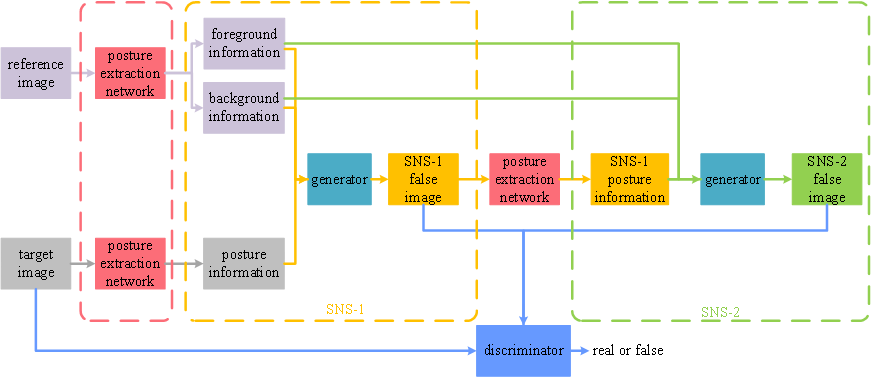 foreground
information
reference
image
posture
extraction
network
background
information
generator
SNS-1
false
image
posture
extraction
network
SNS-1
posture
information
generator
SNS-2
false
image
target
image
posture
extraction
network
posture
information
SNS-1
SNS-2
discriminator
real or false